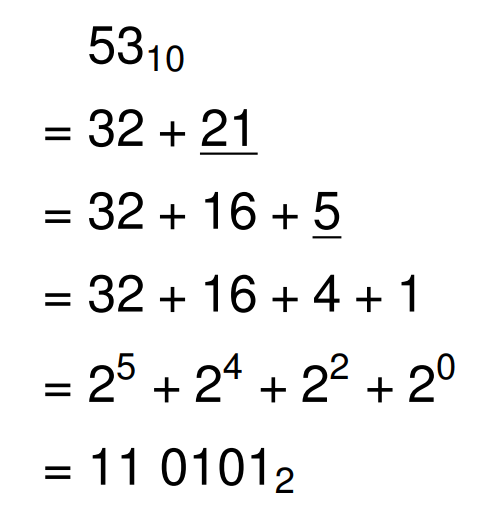 53₁₀
= 32 + 21
= 32 + 16 + 5
= 32 + 16 + 4 + 1
= 2⁵ + 2⁴ + 2² + 2⁰
= 11 0101₂